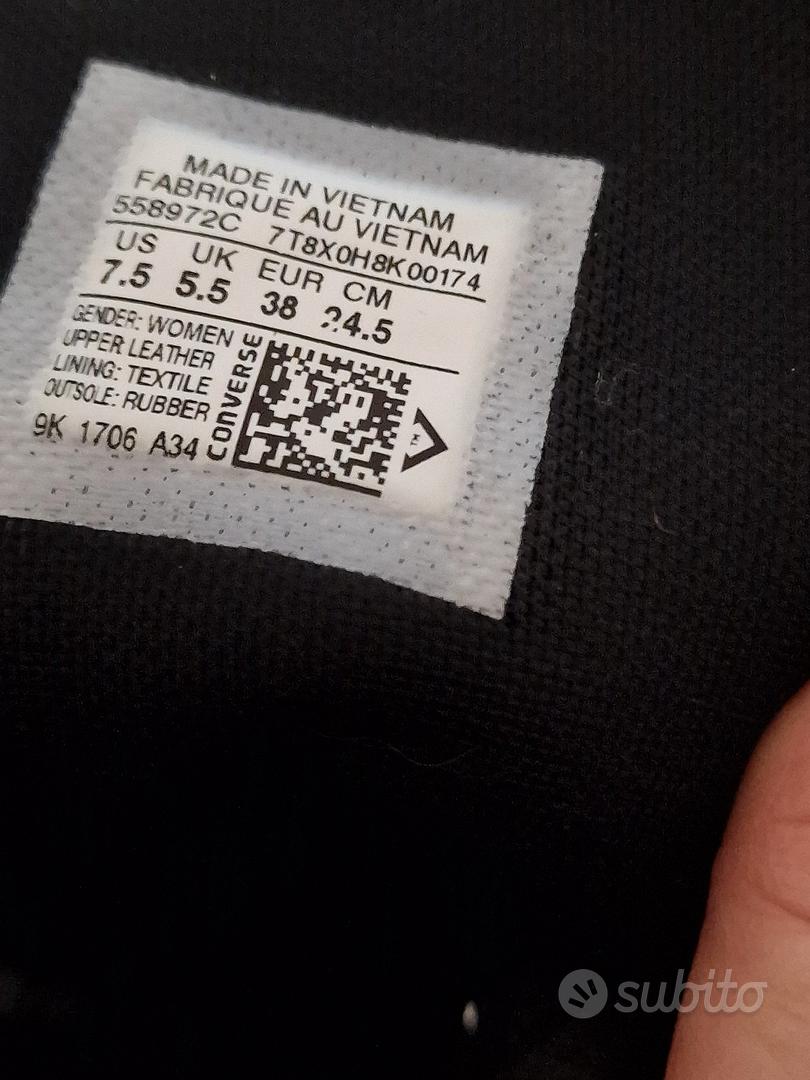 MADE IN VIETNAM
FABRIQUE AU VIETNAM
558972C 7T8X0H8K00174
US UK EUR CM
7.5 5.5 38 24.5
GENDER: WOMEN
UPPER: LEATHER
LINING: TEXTILE
OUTSOLE: RUBBER
9K 1706 A34
CONVERSE
TM
subito